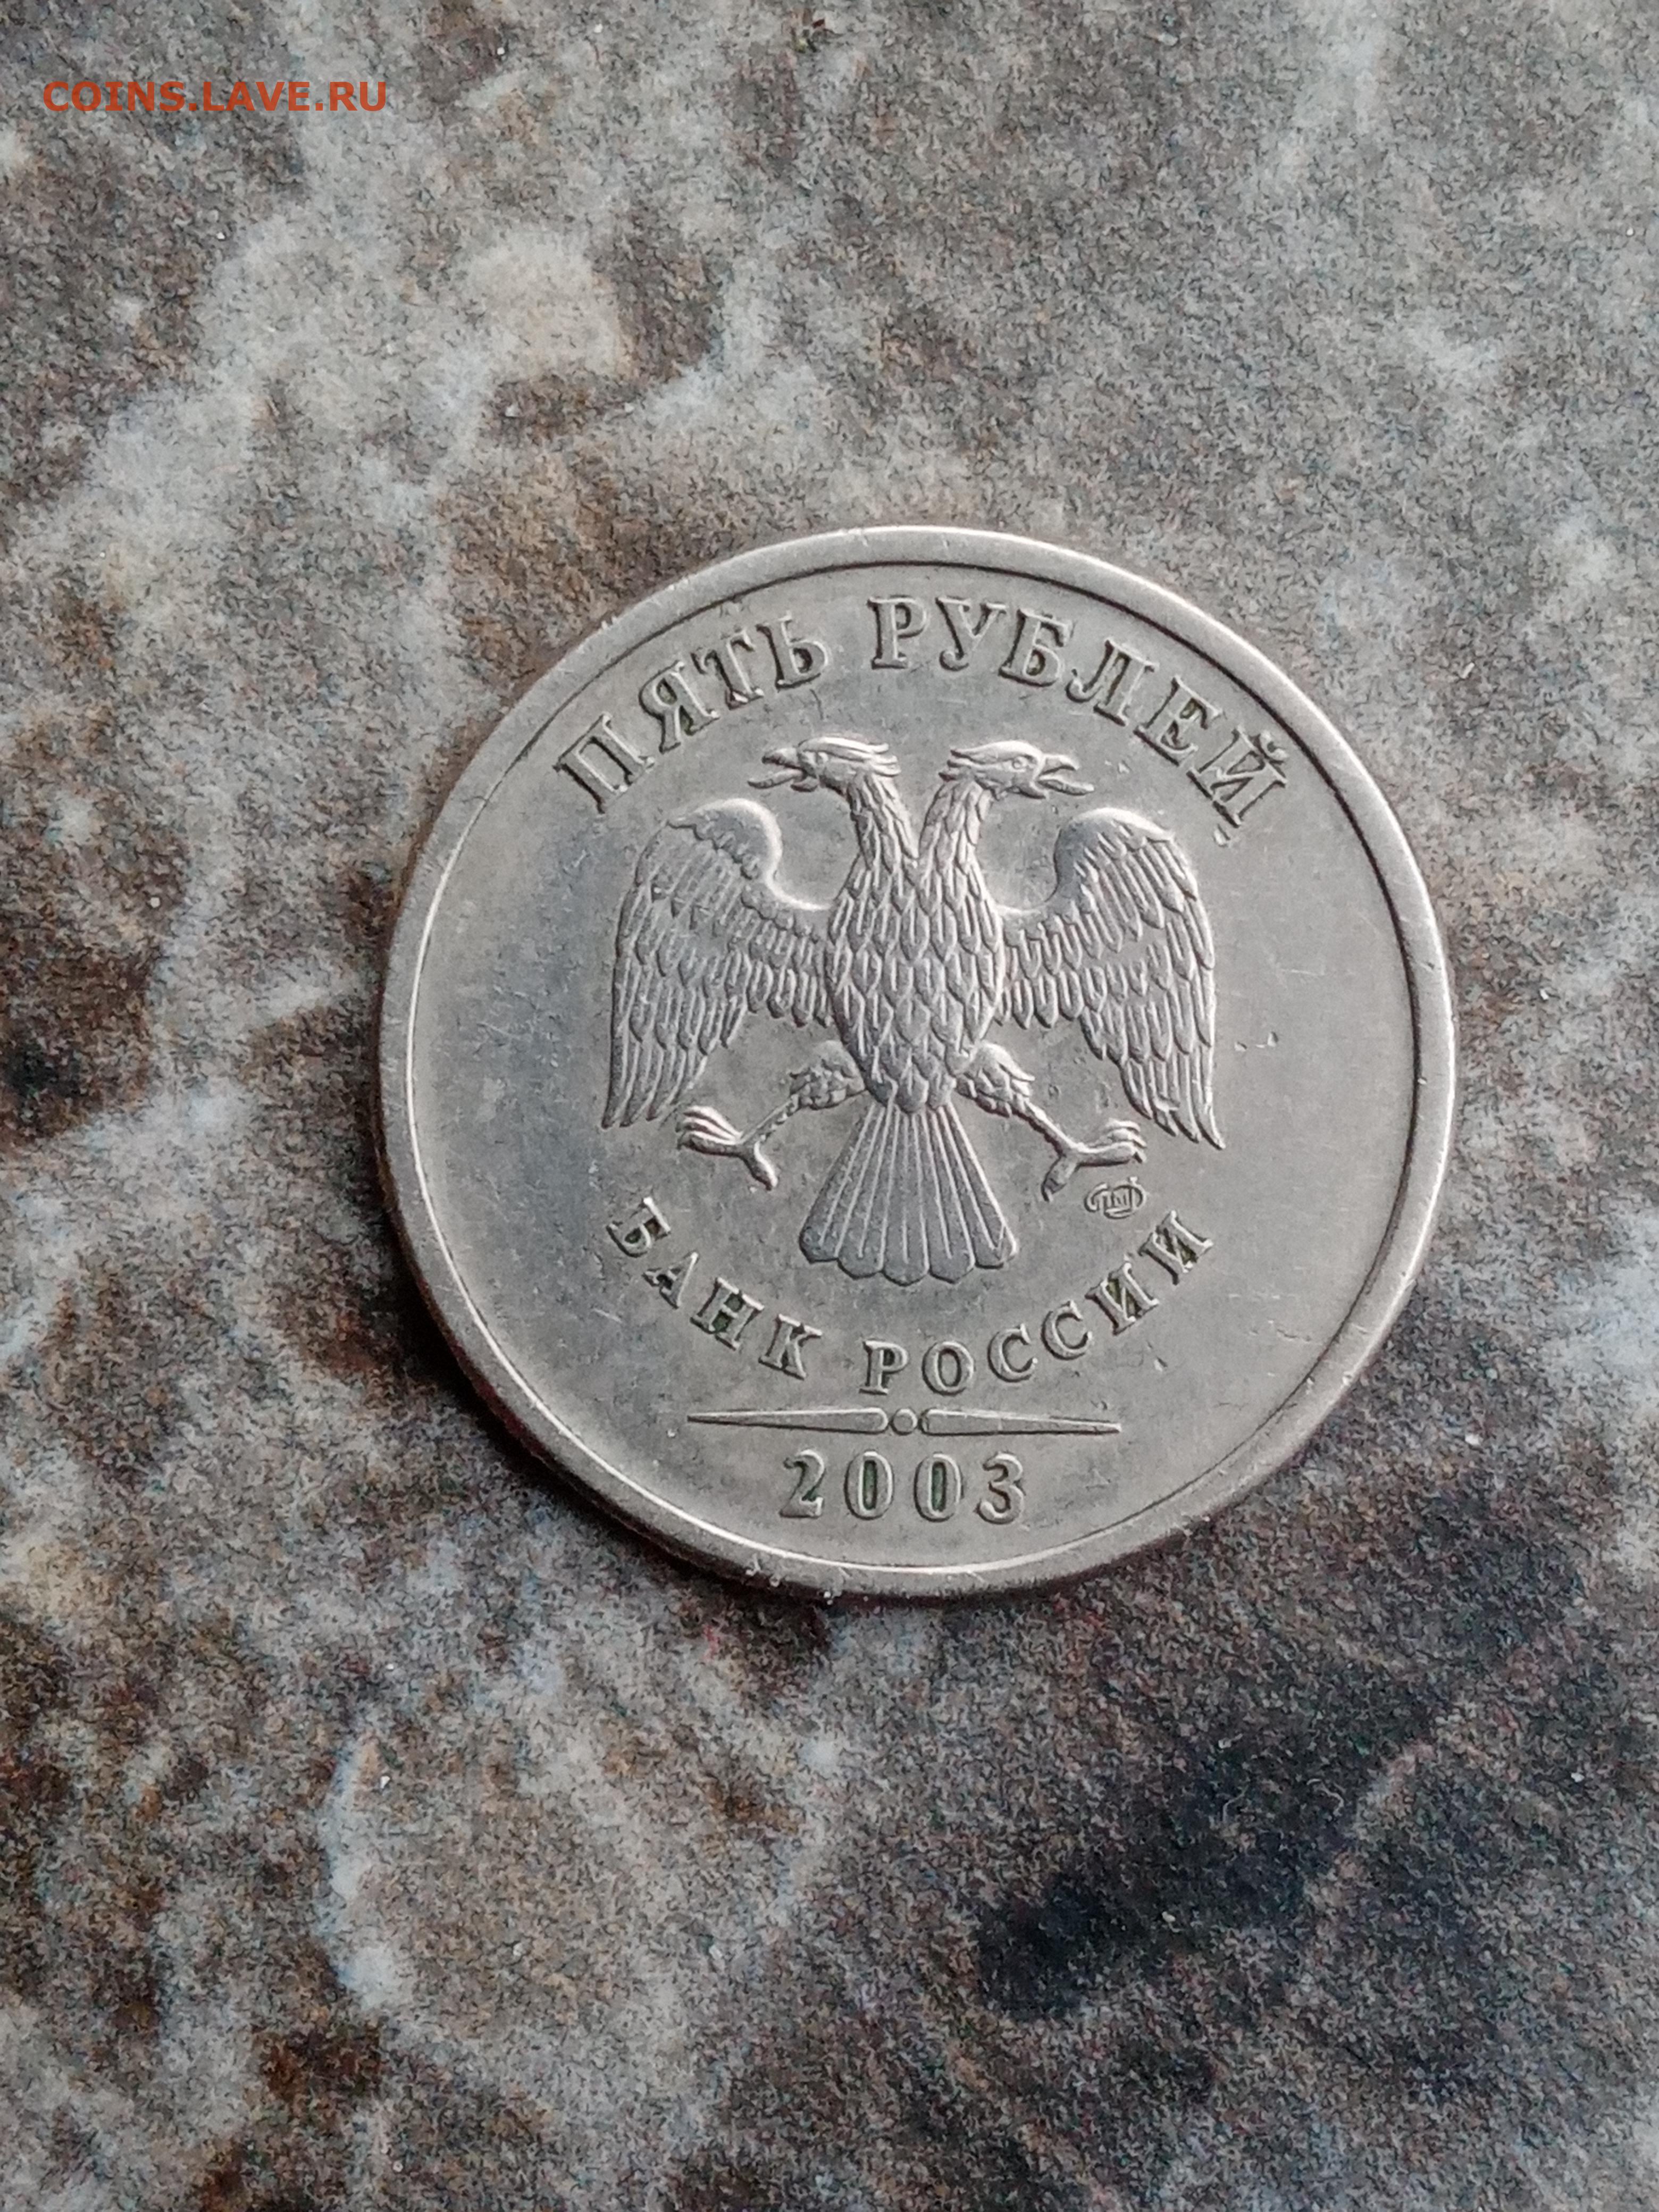 COINS.LAVE.RU
ПЯТЬ РУБЛЕЙ
БАНК РОССИИ
2003